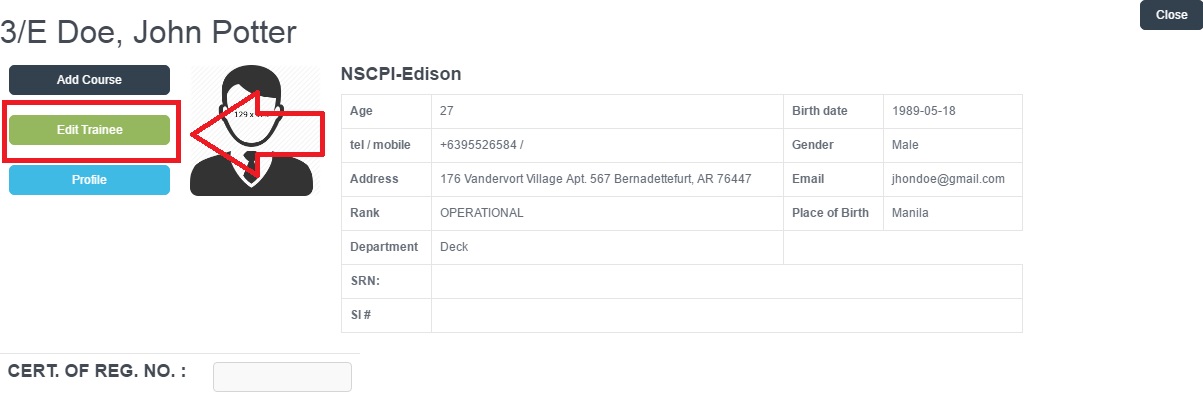 Close
3/E Doe, John Potter
Add Course
Edit Trainee
Profile
NSCPI-Edison
Age 27 Birth date 1989-05-18
tel / mobile +6395526584 / Gender Male
Address 176 Vandervort Village Apt. 567 Bernadettefurt, AR 76447 Email jhondoe@gmail.com
Rank OPERATIONAL Place of Birth Manila
Department Deck
SRN:
SI #
CERT. OF REG. NO. :